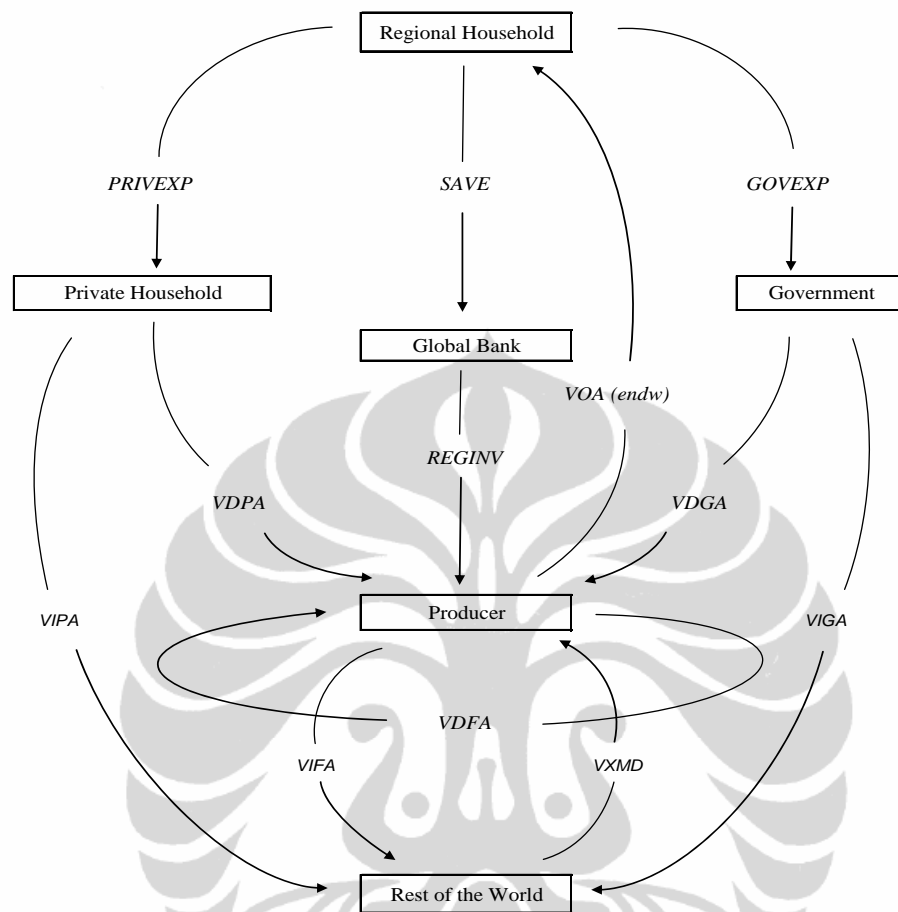 Regional Household
PRIVEXP
SAVE
GOVEXP
Private Household
Government
Global Bank
VOA (endw)
REGINV
VDPA
VDGA
Producer
VIPA
VIGA
VDFA
VIFA
VXMD
Rest of the World